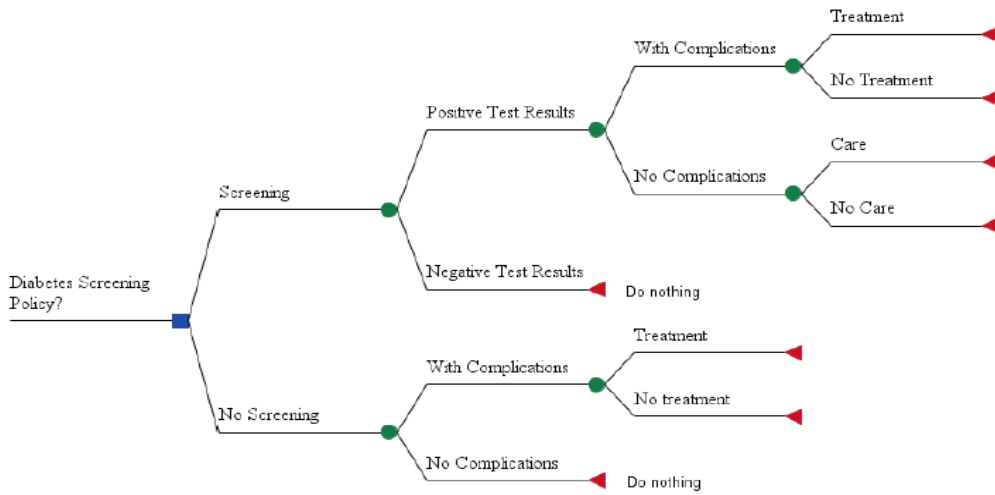 Treatment
With Complications
No Treatment
Positive Test Results
Care
No Complications
Screening
No Care
Negative Test Results
Do nothing
Diabetes Screening
Policy?
Treatment
With Complications
No treatment
No Screening
No Complications
Do nothing